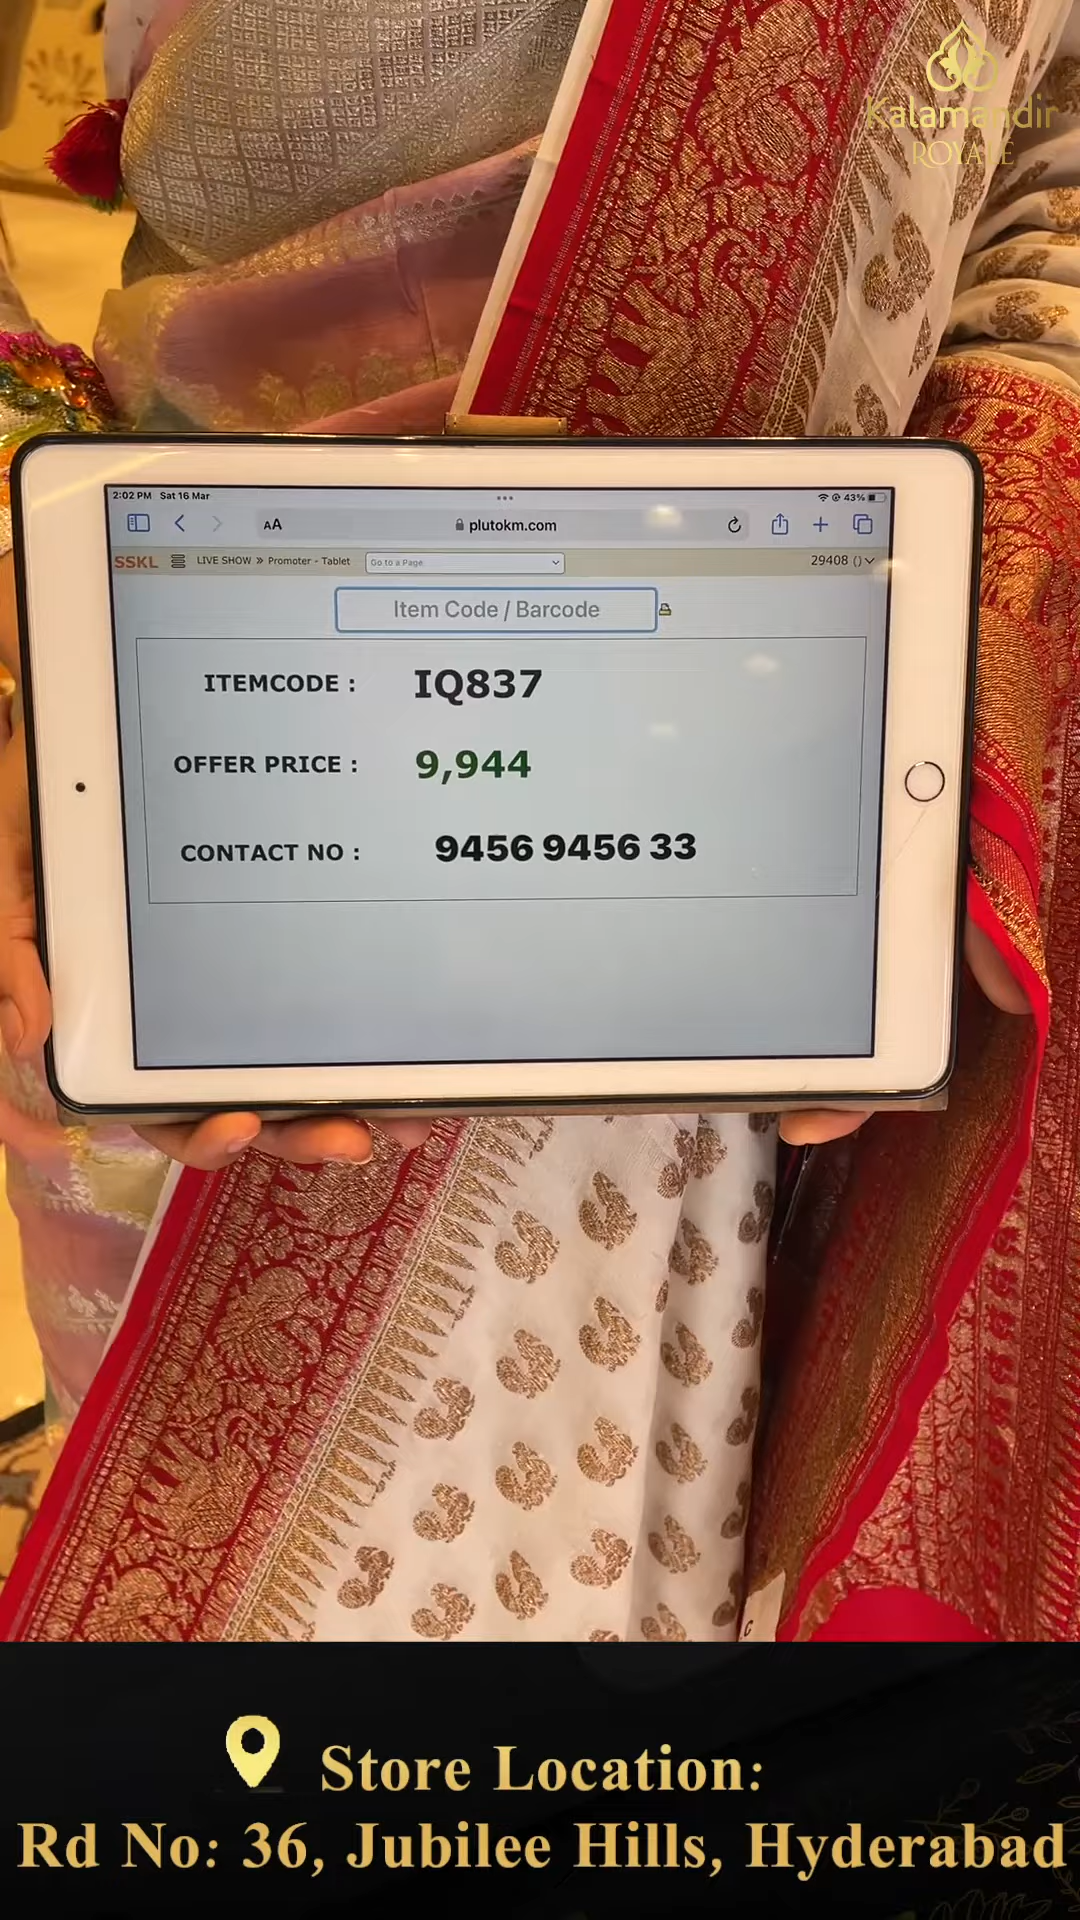 Kalamandir
ROYALE
2:02 PM Sat 16 Mar
43%
AA
plutokm.com
SSKL
LIVE SHOW » Promoter - Tablet
Go to a Page
29408 ()
Item Code / Barcode
ITEMCODE : IQ837
OFFER PRICE : 9,944
CONTACT NO : 9456 9456 33
C
Store Location:
Rd No: 36, Jubilee Hills, Hyderabad